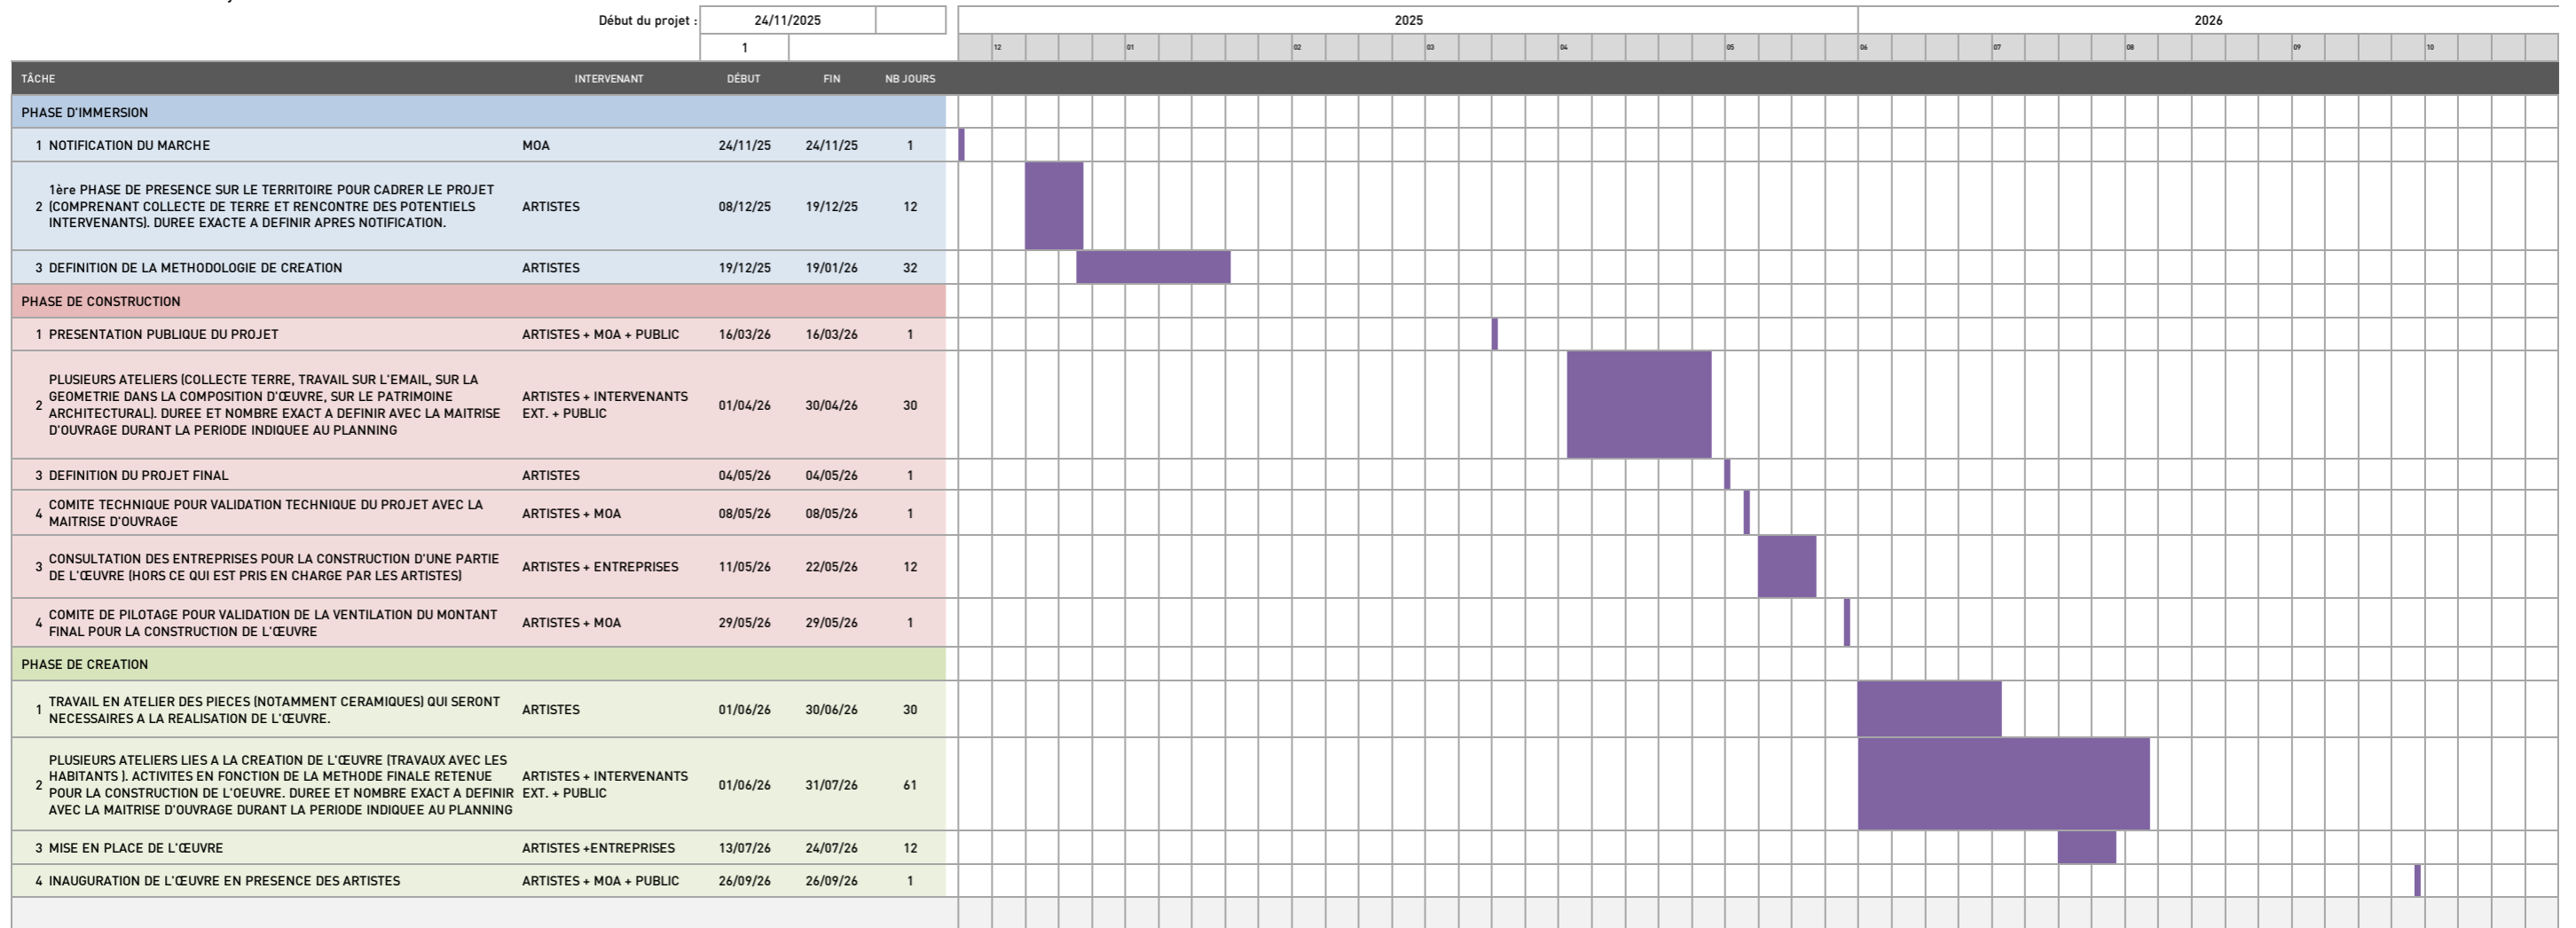 Début du projet : 24/11/2025 2025 2026
1 12 01 02 03 04 05 06 07 08 09 10
TÂCHE INTERVENANT DÉBUT FIN NB JOURS
PHASE D'IMMERSION
1 NOTIFICATION DU MARCHE MOA 24/11/25 24/11/25 1
1ère PHASE DE PRESENCE SUR LE TERRITOIRE POUR CADRER LE PROJET
2 (COMPRENANT COLLECTE DE TERRE ET RENCONTRE DES POTENTIELS ARTISTES 08/12/25 19/12/25 12
INTERVENANTS). DUREE EXACTE A DEFINIR APRES NOTIFICATION.
3 DEFINITION DE LA METHODOLOGIE DE CREATION ARTISTES 19/12/25 19/01/26 32
PHASE DE CONSTRUCTION
1 PRESENTATION PUBLIQUE DU PROJET ARTISTES + MOA + PUBLIC 16/03/26 16/03/26 1
PLUSIEURS ATELIERS (COLLECTE TERRE, TRAVAIL SUR L'EMAIL, SUR LA
GEOMETRIE DANS LA COMPOSITION D'ŒUVRE, SUR LE PATRIMOINE ARTISTES + INTERVENANTS
2 ARCHITECTURAL). DUREE ET NOMBRE EXACT A DEFINIR AVEC LA MAITRISE EXT. + PUBLIC 01/04/26 30/04/26 30
D'OUVRAGE DURANT LA PERIODE INDIQUEE AU PLANNING
3 DEFINITION DU PROJET FINAL ARTISTES 04/05/26 04/05/26 1
4 COMITE TECHNIQUE POUR VALIDATION TECHNIQUE DU PROJET AVEC LA ARTISTES + MOA 08/05/26 08/05/26 1
MAITRISE D'OUVRAGE
3 CONSULTATION DES ENTREPRISES POUR LA CONSTRUCTION D'UNE PARTIE ARTISTES + ENTREPRISES 11/05/26 22/05/26 12
DE L'ŒUVRE (HORS CE QUI EST PRIS EN CHARGE PAR LES ARTISTES)
4 COMITE DE PILOTAGE POUR VALIDATION DE LA VENTILATION DU MONTANT ARTISTES + MOA 29/05/26 29/05/26 1
FINAL POUR LA CONSTRUCTION DE L'ŒUVRE
PHASE DE CREATION
1 TRAVAIL EN ATELIER DES PIECES (NOTAMMENT CERAMIQUES) QUI SERONT ARTISTES 01/06/26 30/06/26 30
NECESSAIRES A LA REALISATION DE L'ŒUVRE.
PLUSIEURS ATELIERS LIES A LA CREATION DE L'ŒUVRE (TRAVAUX AVEC LES
HABITANTS ). ACTIVITES EN FONCTION DE LA METHODE FINALE RETENUE ARTISTES + INTERVENANTS
2 POUR LA CONSTRUCTION DE L'OEUVRE. DUREE ET NOMBRE EXACT A DEFINIR EXT. + PUBLIC 01/06/26 31/07/26 61
AVEC LA MAITRISE D'OUVRAGE DURANT LA PERIODE INDIQUEE AU PLANNING
3 MISE EN PLACE DE L'ŒUVRE ARTISTES +ENTREPRISES 13/07/26 24/07/26 12
4 INAUGURATION DE L'ŒUVRE EN PRESENCE DES ARTISTES ARTISTES + MOA + PUBLIC 26/09/26 26/09/26 1